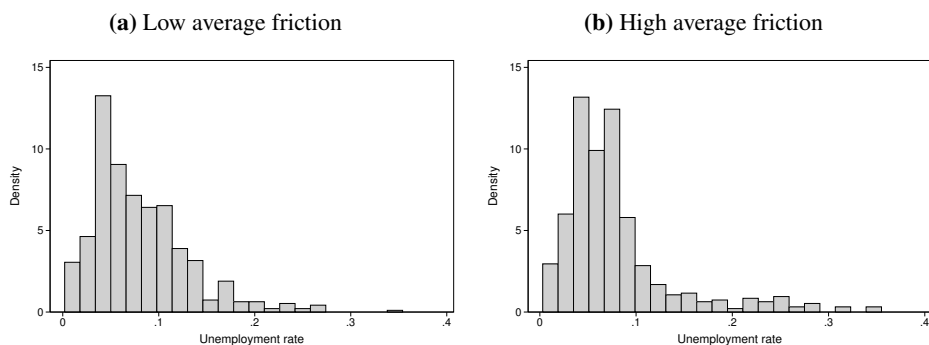 (a) Low average friction
(b) High average friction
15
10
5
0
Density
0 .1 .2 .3 .4
Unemployment rate
15
10
5
0
Density
0 .1 .2 .3 .4
Unemployment rate